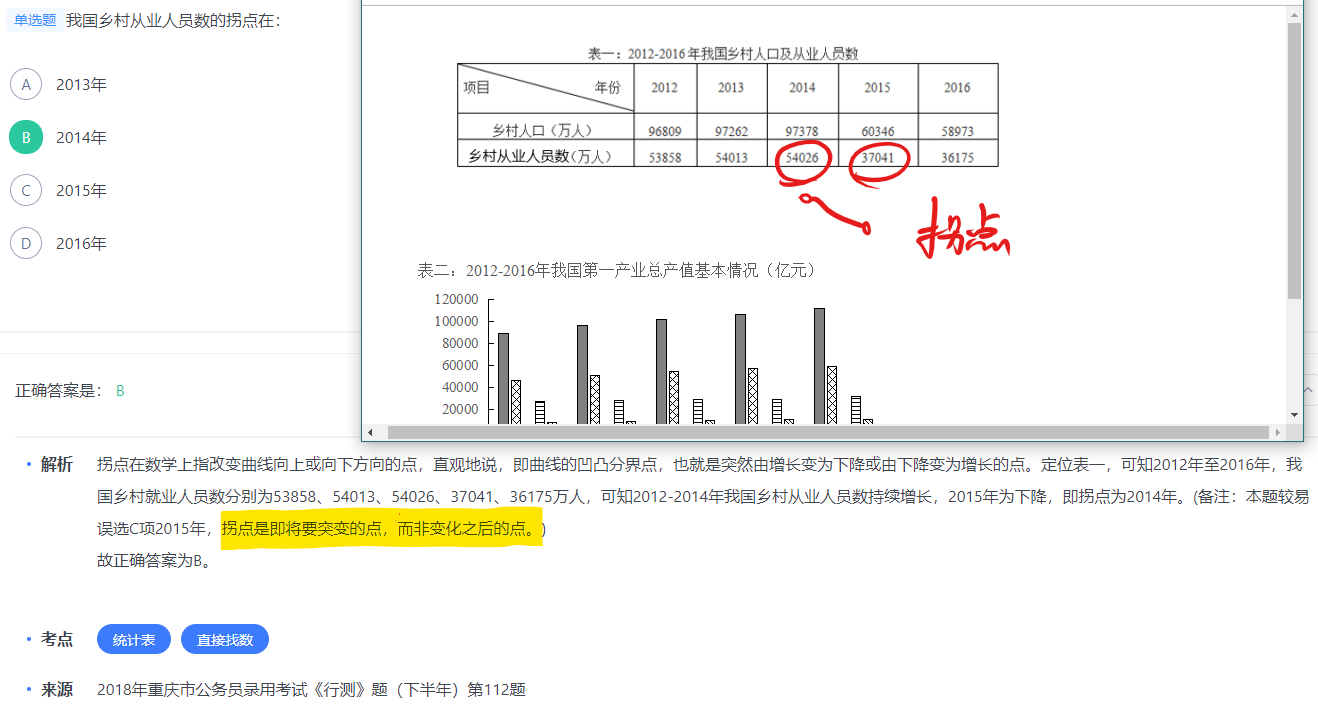 单选题 我国乡村从业人员数的拐点在：
A 2013年
B 2014年
C 2015年
D 2016年
表一：2012-2016年我国乡村人口及从业人员数
项目 年份 2012 2013 2014 2015 2016
乡村人口（万人） 96809 97262 97378 60346 58973
乡村从业人员数（万人） 53858 54013 54026 37041 36175
拐点
表二：2012-2016年我国第一产业总产值基本情况（亿元）
120000
100000
80000
60000
40000
20000
正确答案是： B
解析 拐点在数学上指改变曲线向上或向下方向的点，直观地说，即曲线的凹凸分界点，也就是突然由增长变为下降或由下降变为增长的点。定位表一，可知2012年至2016年，我
国乡村就业人员数分别为53858、54013、54026、37041、36175万人，可知2012-2014年我国乡村从业人员数持续增长，2015年为下降，即拐点为2014年。(备注：本题较易
误选C项2015年，拐点是即将要突变的点，而非变化之后的点。)
故正确答案为B。
考点 统计表 直接找数
来源 2018年重庆市公务员录用考试《行测》题（下半年）第112题